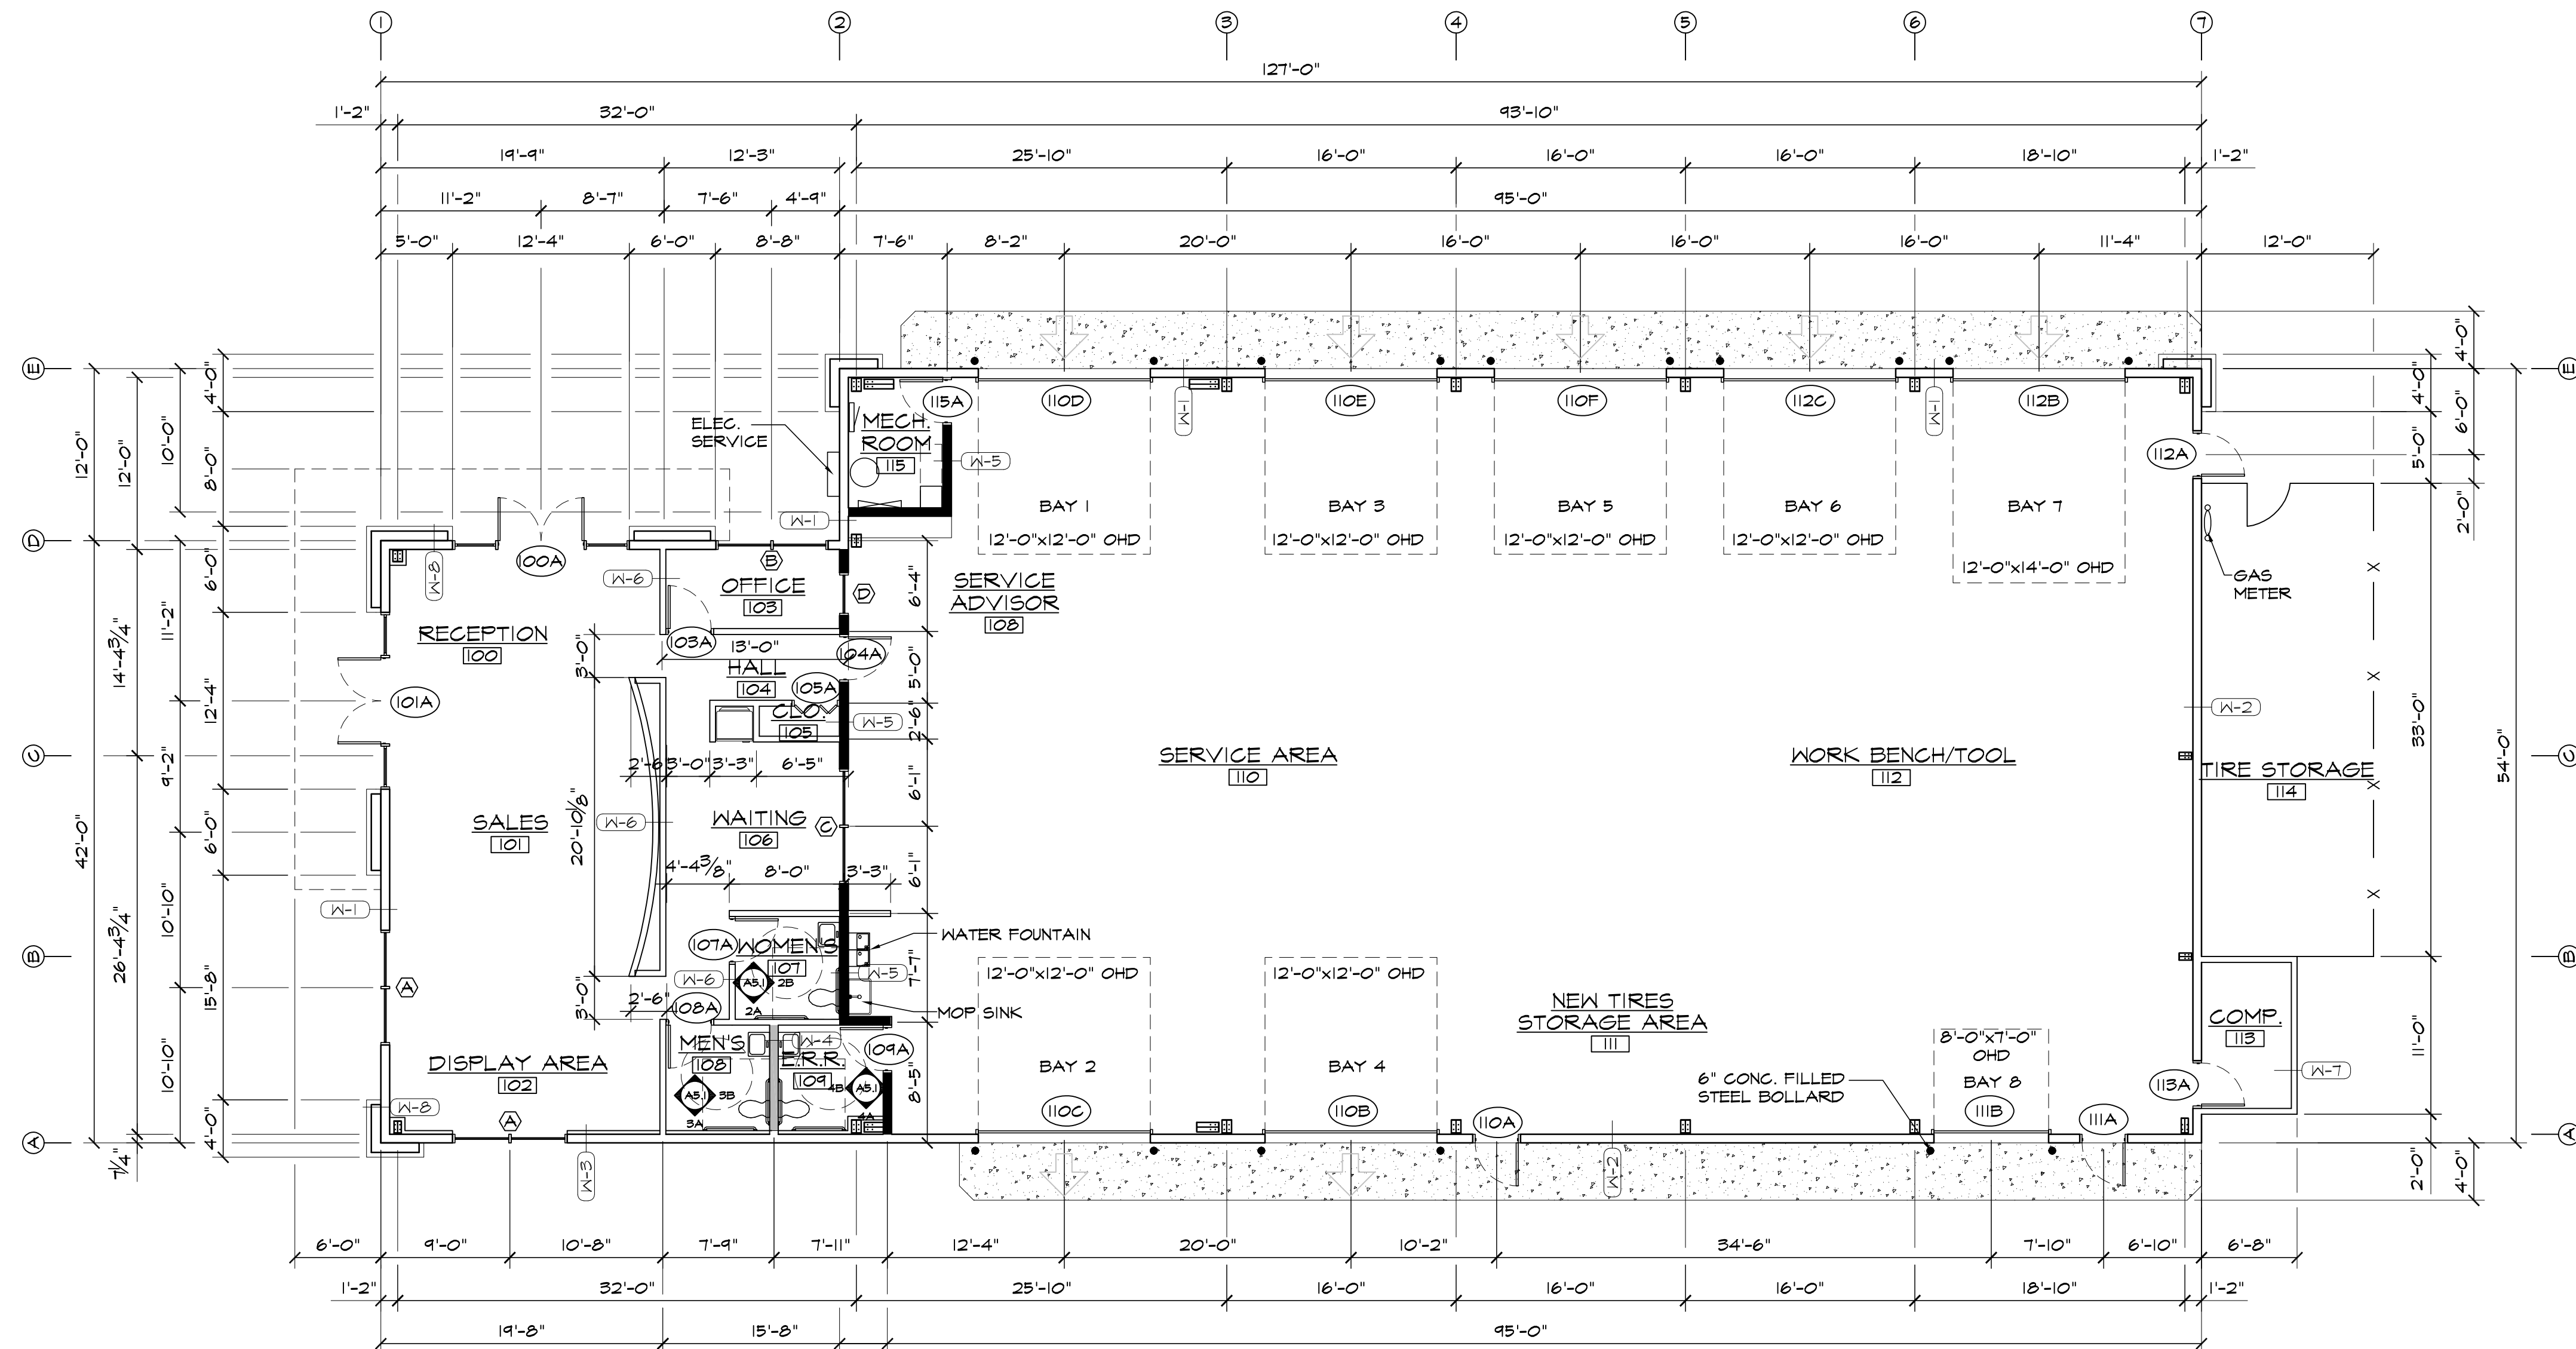 1 2 3 4 5 6 7
127'-0"
1'-2" 32'-0" 93'-10"
19'-9" 12'-3" 25'-10" 16'-0" 16'-0" 16'-0" 18'-10" 1'-2"
11'-2" 8'-7" 7'-6" 4'-9" 95'-0"
5'-0" 12'-4" 6'-0" 8'-8" 7'-6" 8'-2" 20'-0" 16'-0" 16'-0" 16'-0" 11'-4" 12'-0"
E
D
C
B
A
12'-0"
42'-0"
12'-0"
14'-4 3/4"
26'-4 3/4"
7 1/4"
10'-0"
11'-2"
9'-2"
10'-10"
10'-10"
4'-0"
8'-0"
6'-0"
12'-4"
6'-0"
15'-8"
4'-0"
ELEC.
SERVICE
MECH.
ROOM
115
115A
W-5
W-1
110D
BAY 1
12'-0"x12'-0" OHD
W-1
110E
BAY 3
12'-0"x12'-0" OHD
110F
BAY 5
12'-0"x12'-0" OHD
112C
BAY 6
12'-0"x12'-0" OHD
W-1
112B
BAY 7
12'-0"x14'-0" OHD
112A
GAS
METER
W-8
100A
W-6
B
OFFICE
103
D
6'-4"
SERVICE
ADVISOR
108
RECEPTION
100
103A
104A
13'-0"
HALL
104
105A
CLO.
105
W-5
3'-0"
5'-0"
2'-6"
101A
2'-6" 3'-0" 3'-3" 6'-5"
6'-1"
SERVICE AREA
110
WORK BENCH/TOOL
112
W-2
TIRE STORAGE
114
X
X
X
X
SALES
101
W-6
20'-10 1/8"
WAITING
106
C
4'-4 3/8" 8'-0" 3'-3"
6'-1"
W-1
107A
WOMEN'S
107
W-6
A5.1
2B
2A
W-5
WATER FOUNTAIN
7'-7"
MOP SINK
A
2'-6"
3'-0"
108A
MEN'S
108
W-4
E.R.R.
109
109A
A5.1
3B
3A
4B
A5.1
4A
8'-5"
DISPLAY AREA
102
W-8
A
W-3
12'-0"x12'-0" OHD
BAY 2
110C
12'-0"x12'-0" OHD
BAY 4
110B
110A
NEW TIRES
STORAGE AREA
111
W-2
6" CONC. FILLED
STEEL BOLLARD
8'-0"x7'-0"
OHD
BAY 8
111B
111A
COMP.
113
113A
W-7
4'-0"
5'-0"
33'-0"
11'-0"
2'-0"
4'-0"
6'-0"
2'-0"
4'-0"
54'-0"
E
C
B
A
6'-0" 9'-0" 10'-8" 7'-9" 7'-11" 12'-4" 20'-0" 10'-2" 34'-6" 7'-10" 6'-10" 6'-8"
1'-2" 32'-0" 25'-10" 16'-0" 16'-0" 16'-0" 18'-10" 1'-2"
19'-8" 15'-8" 95'-0"